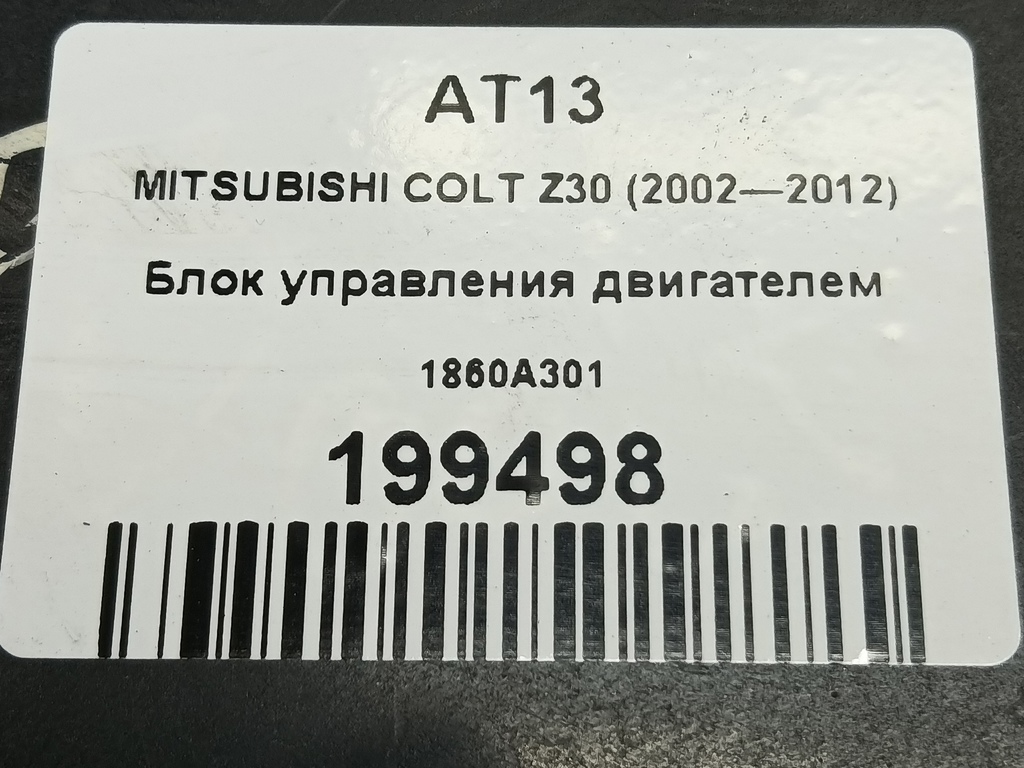 AT13
MITSUBISHI COLT Z30 (2002—2012)
Блок управления двигателем
1860A301
199498